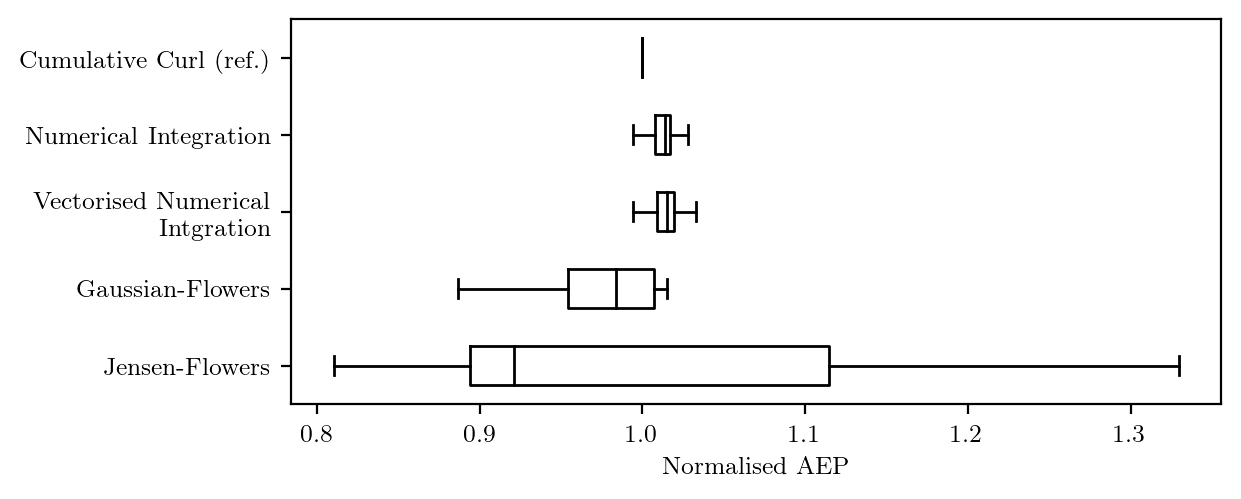 Cumulative Curl (ref.)
Numerical Integration
Vectorised Numerical
Intgration
Gaussian-Flowers
Jensen-Flowers
0.8 0.9 1.0 1.1 1.2 1.3
Normalised AEP